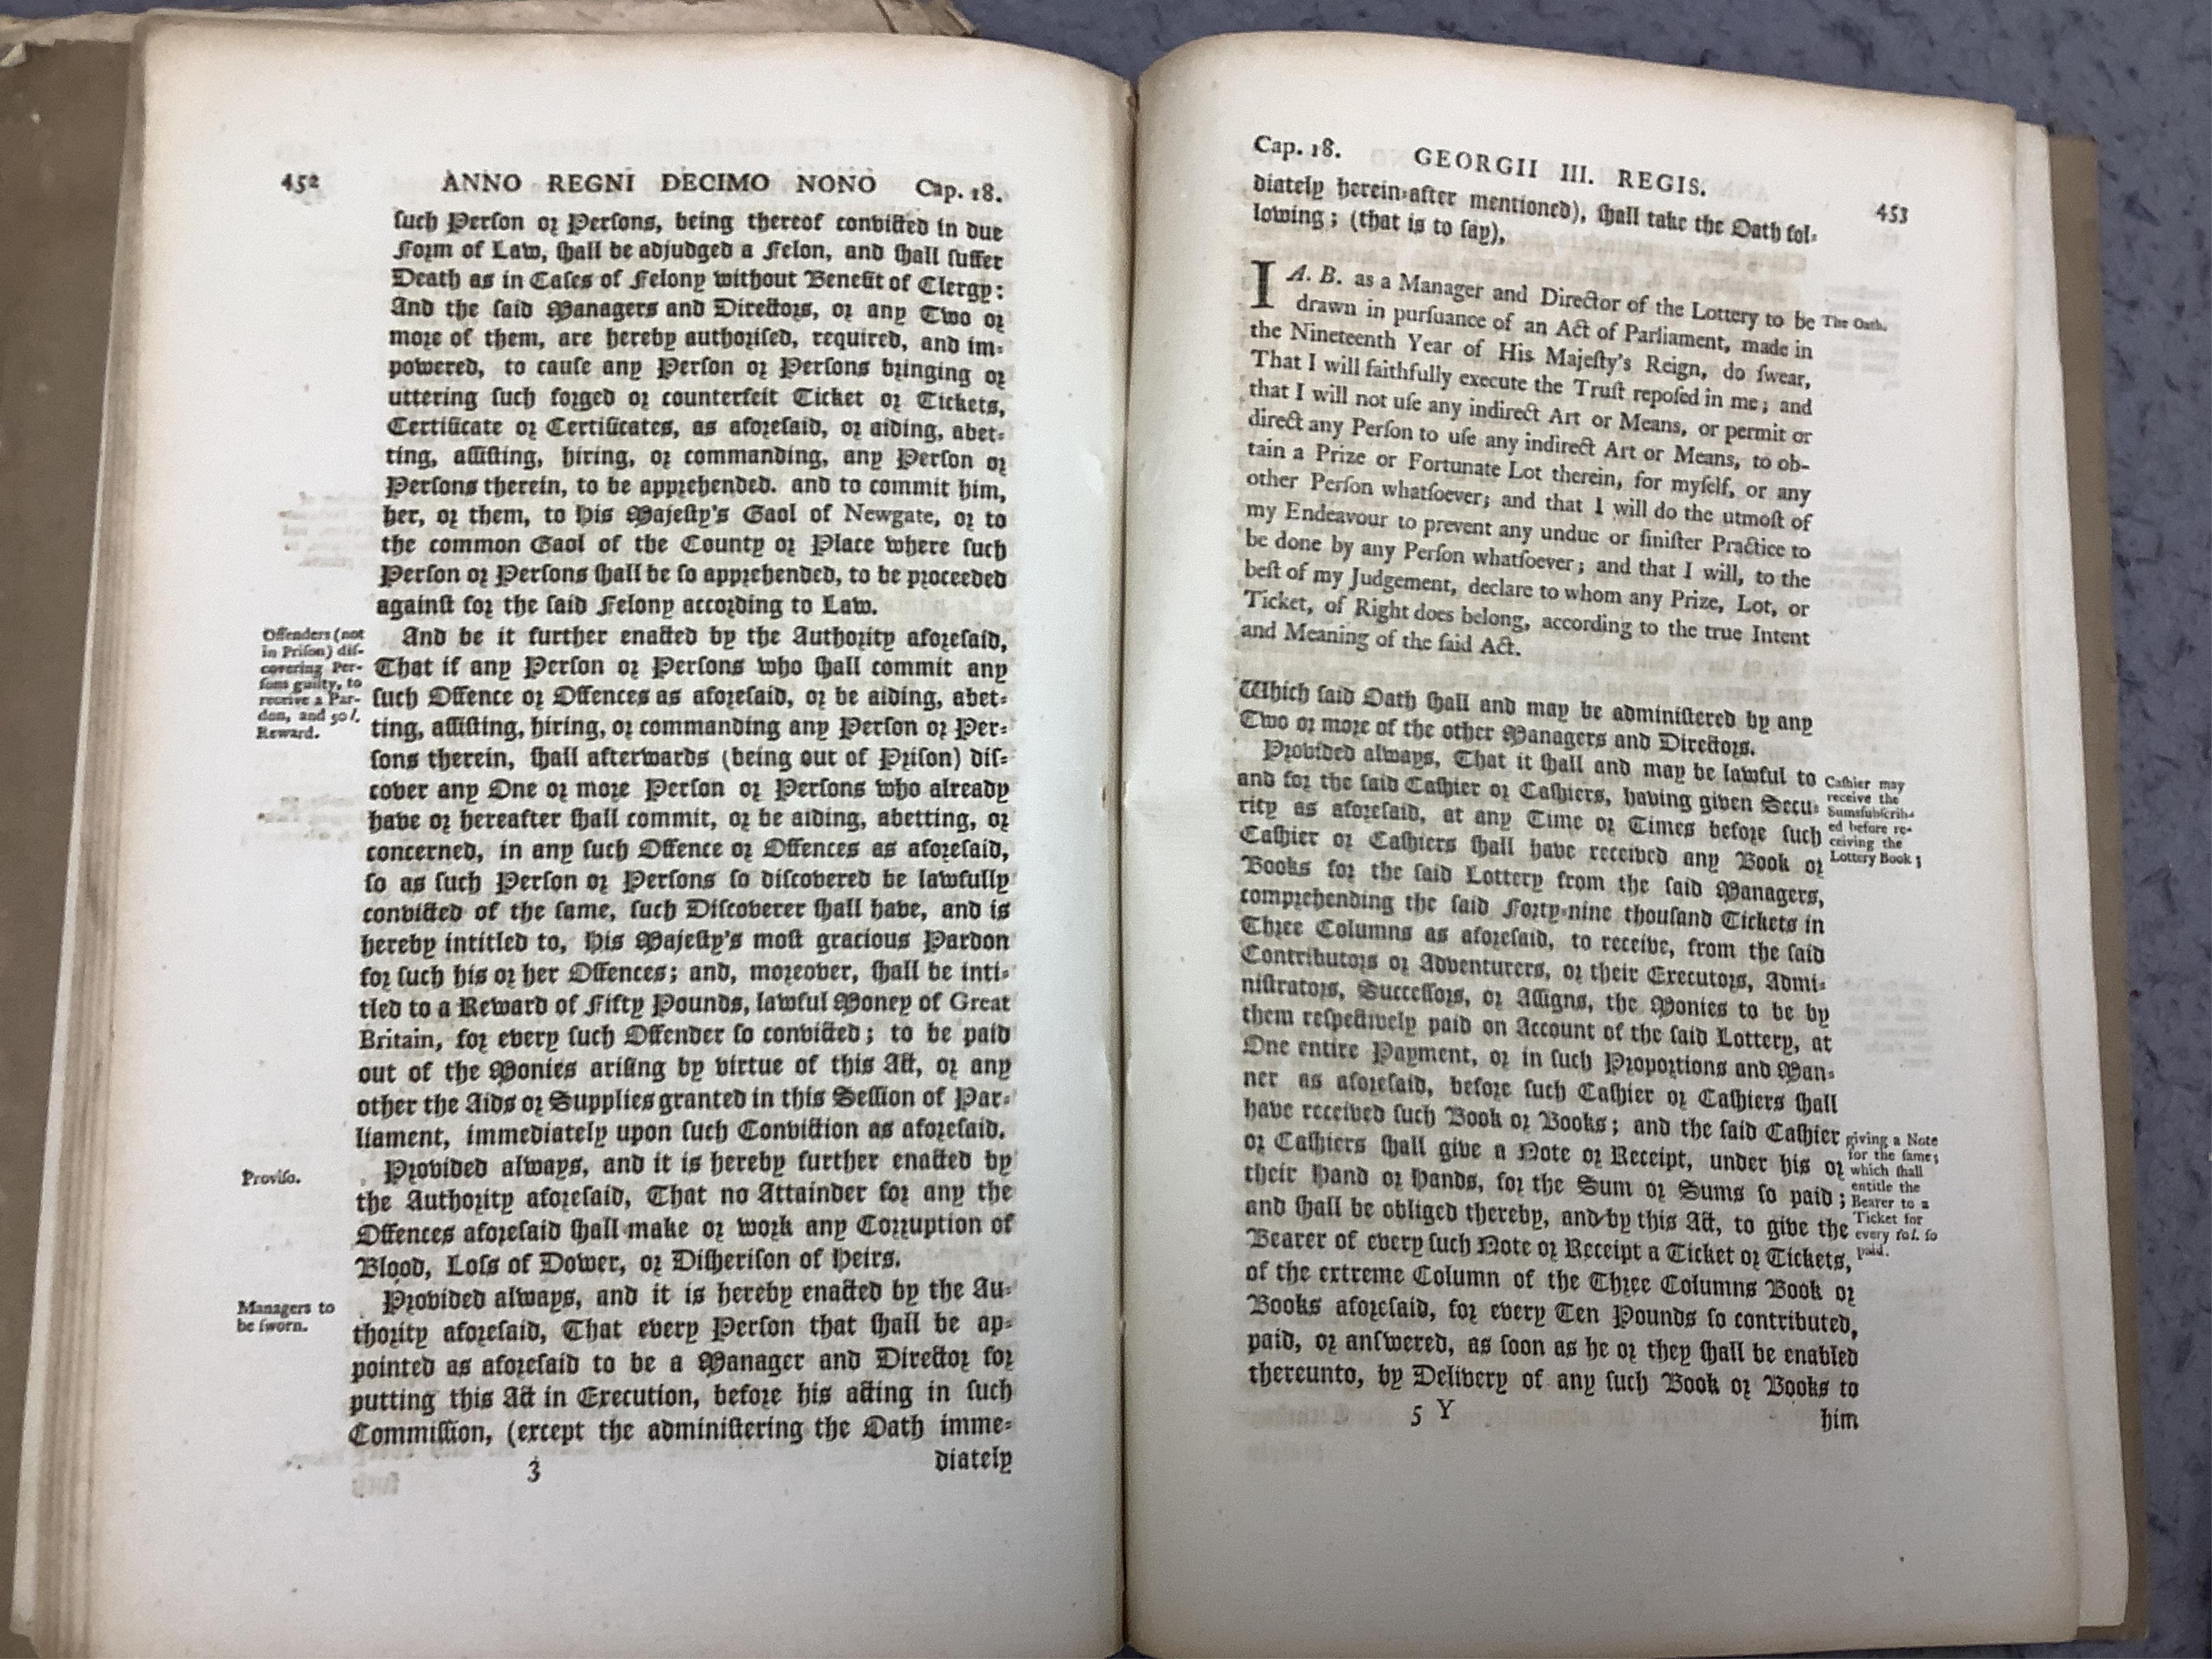 452 ANNO REGNI DECIMO NONO Cap. 18.
ſuch Perſon or Perſons, being thereof convicted in due
Form of Law, ſhall be adjudged a Felon, and ſhall ſuffer
Death as in Caſes of Felony without Benefit of Clergy:
And the ſaid Managers and Directors, or any Two or
more of them, are hereby authoriſed, required, and im-
powered, to cauſe any Perſon or Perſons bringing or
uttering ſuch forged or counterfeit Ticket or Tickets,
Certificate or Certificates, as aforeſaid, or aiding, abet-
ting, aſſiſting, hiring, or commanding, any Perſon or
Perſons therein, to be apprehended. and to commit him,
her, or them, to His Majeſty's Gaol of Newgate, or to
the common Gaol of the County or Place where ſuch
Perſon or Perſons ſhall be ſo apprehended, to be proceeded
againſt for the ſaid Felony according to Law.
Offenders (not
in Priſon) diſ-
covering Per-
ſons guilty, to
receive a Par-
don, and 50 l.
Reward.
And be it further enacted by the Authority aforeſaid,
That if any Perſon or Perſons who ſhall commit any
ſuch Offence or Offences as aforeſaid, or be aiding, abet-
ting, aſſiſting, hiring, or commanding any Perſon or Per-
ſons therein, ſhall afterwards (being out of Priſon) diſ-
cover any One or more Perſon or Perſons who already
have or hereafter ſhall commit, or be aiding, abetting, or
concerned, in any ſuch Offence or Offences as aforeſaid,
ſo as ſuch Perſon or Perſons ſo diſcovered be lawfully
convicted of the ſame, ſuch Diſcoverer ſhall have, and is
hereby intitled to, His Majeſty's moſt gracious Pardon
for ſuch his or her Offences; and, moreover, ſhall be inti-
tled to a Reward of Fifty Pounds, lawful Money of Great
Britain, for every ſuch Offender ſo convicted; to be paid
out of the Monies ariſing by virtue of this Act, or any
other the Aids or Supplies granted in this Seſſion of Par-
liament, immediately upon ſuch Conviction as aforeſaid.
Proviſo.
Provided always, and it is hereby further enacted by
the Authority aforeſaid, That no Attainder for any the
Offences aforeſaid ſhall make or work any Corruption of
Blood, Loſs of Dower, or Diſheriſon of Heirs.
Managers to
be ſworn.
Provided always, and it is hereby enacted by the Au-
thority aforeſaid, That every Perſon that ſhall be ap-
pointed as aforeſaid to be a Manager and Director for
putting this Act in Execution, before his acting in ſuch
Commiſſion, (except the adminiſtering the Oath imme-
3 diately
Cap. 18. GEORGII III. REGIS. 453
diately herein-after mentioned), ſhall take the Oath fol-
lowing; (that is to ſay),
I A. B. as a Manager and Director of the Lottery to be
drawn in purſuance of an Act of Parliament, made in
the Nineteenth Year of His Majeſty's Reign, do ſwear,
That I will faithfully execute the Truſt repoſed in me; and
that I will not uſe any indirect Art or Means, or permit or
direct any Perſon to uſe any indirect Art or Means, to ob-
tain a Prize or Fortunate Lot therein, for myſelf, or any
other Perſon whatſoever; and that I will do the utmoſt of
my Endeavour to prevent any undue or ſiniſter Practice to
be done by any Perſon whatſoever; and that I will, to the
beſt of my Judgement, declare to whom any Prize, Lot, or
Ticket, of Right does belong, according to the true Intent
and Meaning of the ſaid Act.
The Oath.
Which ſaid Oath ſhall and may be adminiſtered by any
Two or more of the other Managers and Directors.
Provided always, That it ſhall and may be lawful to
and for the ſaid Caſhier or Caſhiers, having given Secu-
rity as aforeſaid, at any Time or Times before ſuch
Caſhier or Caſhiers ſhall have received any Book or
Books for the ſaid Lottery from the ſaid Managers,
comprehending the ſaid Forty-nine thouſand Tickets in
Three Columns as aforeſaid, to receive, from the ſaid
Contributors or Adventurers, or their Executors, Admi-
niſtrators, Succeſſors, or Aſſigns, the Monies to be by
them reſpectively paid on Account of the ſaid Lottery, at
One entire Payment, or in ſuch Proportions and Man-
ner as aforeſaid, before ſuch Caſhier or Caſhiers ſhall
have received ſuch Book or Books; and the ſaid Caſhier
or Caſhiers ſhall give a Note or Receipt, under his or
their Hand or Hands, for the Sum or Sums ſo paid;
and ſhall be obliged thereby, and by this Act, to give the
Bearer of every ſuch Note or Receipt a Ticket or Tickets,
of the extreme Column of the Three Columns Book or
Books aforeſaid, for every Ten Pounds ſo contributed,
paid, or anſwered, as ſoon as he or they ſhall be enabled
thereunto, by Delivery of any ſuch Book or Books to
Caſhier may
receive the
Sums ſubſcrib-
ed before re-
ceiving the
Lottery Book;
giving a Note
for the ſame;
which ſhall
entitle the
Bearer to a
Ticket for
every 10l. ſo
paid.
5 Y him